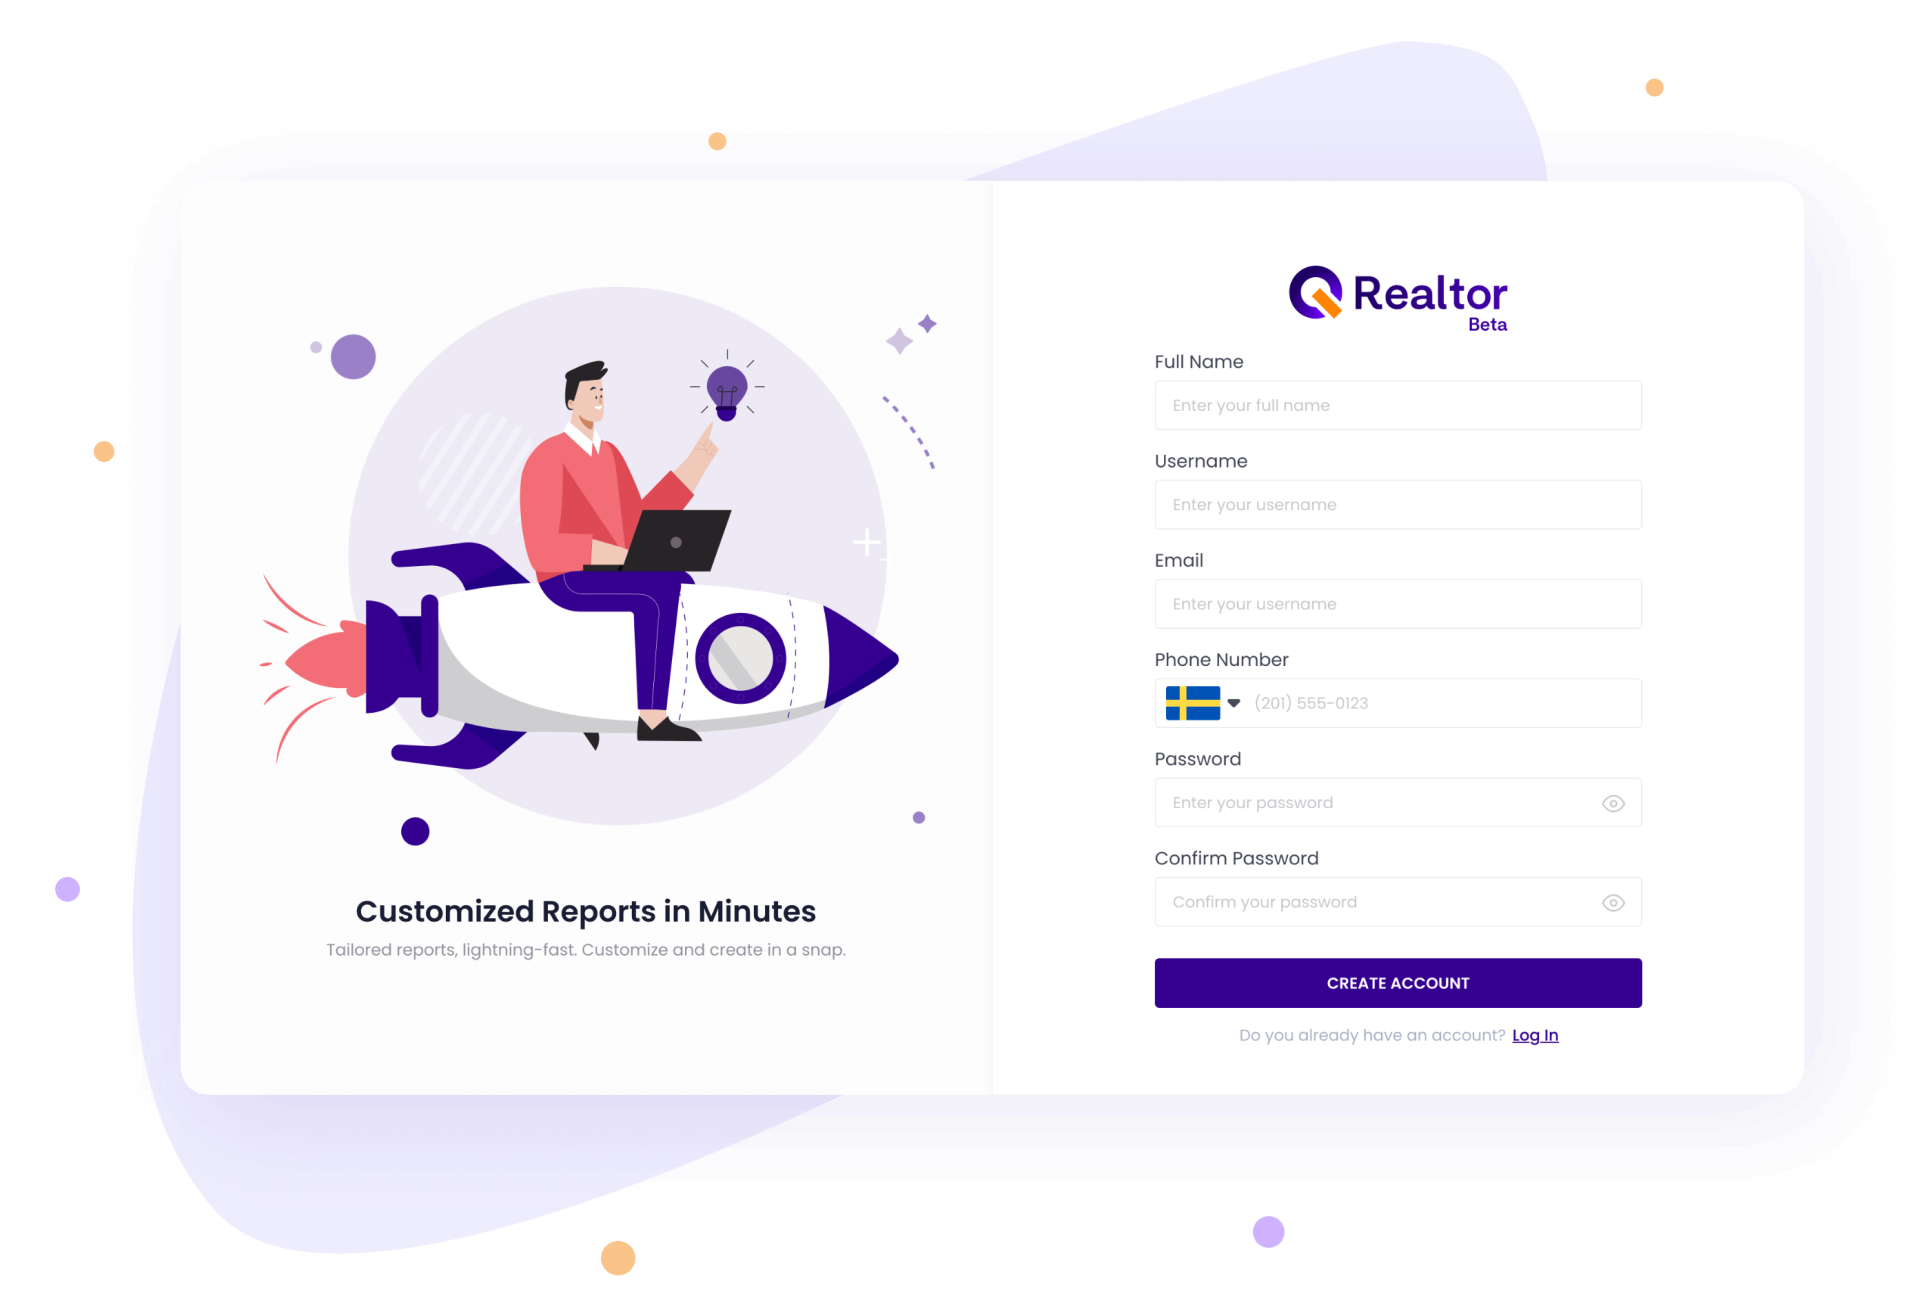 Realtor
Beta
Full Name
Enter your full name
Username
Enter your username
Email
Enter your username
Phone Number
(201) 555-0123
Password
Enter your password
Confirm Password
Confirm your password
CREATE ACCOUNT
Do you already have an account? Log In
Customized Reports in Minutes
Tailored reports, lightning-fast. Customize and create in a snap.